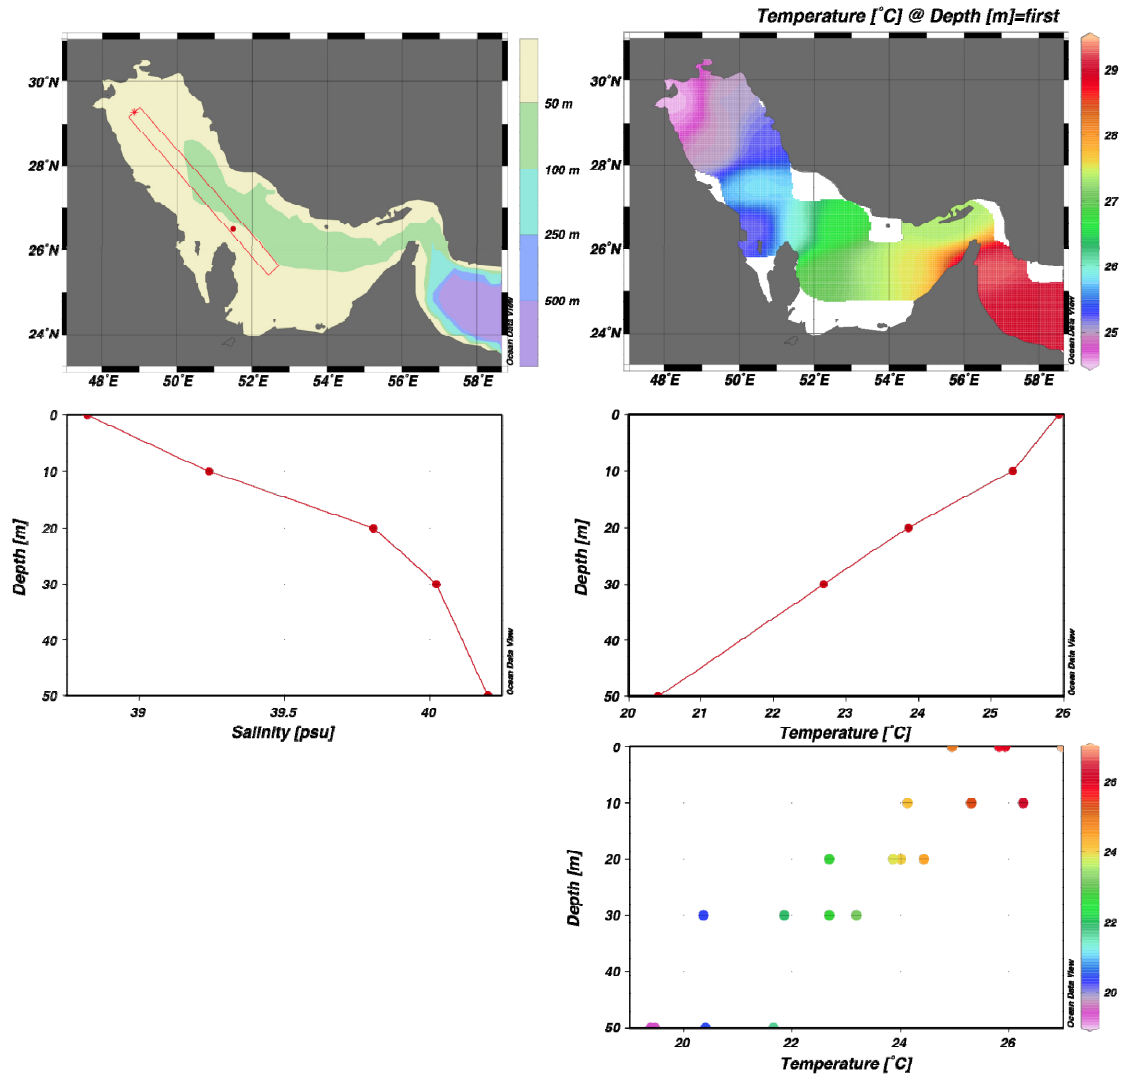 Temperature [˚C] @ Depth [m]=first
30˚N
28˚N
26˚N
24˚N
48˚E
50˚E
52˚E
54˚E
56˚E
58˚E
50 m
100 m
250 m
500 m
Ocean Data View
30˚N
28˚N
26˚N
24˚N
48˚E
50˚E
52˚E
54˚E
56˚E
58˚E
29
28
27
26
25
Ocean Data View
Depth [m]
0
10
20
30
40
50
39
39.5
40
Salinity [psu]
Ocean Data View
Depth [m]
0
10
20
30
40
50
20
21
22
23
24
25
26
Temperature [˚C]
Ocean Data View
Depth [m]
0
10
20
30
40
50
20
22
24
26
Temperature [˚C]
Ocean Data View
26
24
22
20